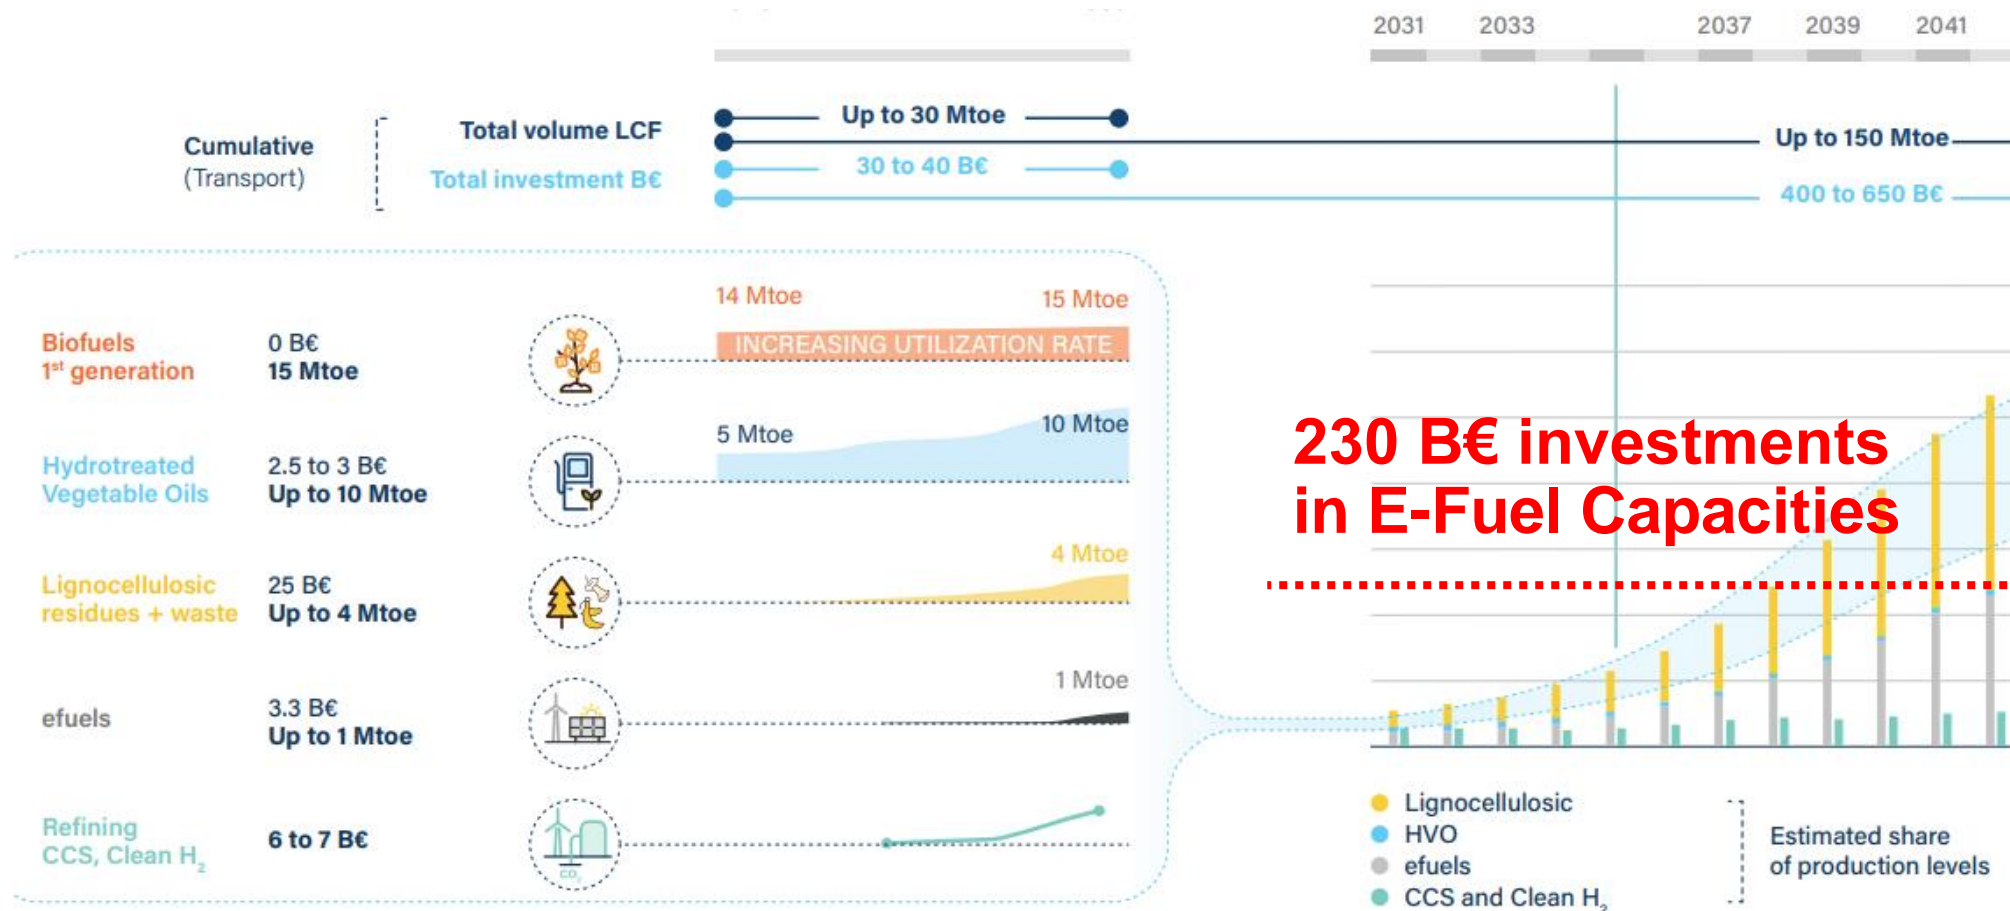 2031 2033 2037 2039 2041
Cumulative
(Transport)
Total volume LCF
Total investment B€
Up to 30 Mtoe
30 to 40 B€
Up to 150 Mtoe
400 to 650 B€
Biofuels
1st generation
0 B€
15 Mtoe
14 Mtoe
15 Mtoe
INCREASING UTILIZATION RATE
Hydrotreated
Vegetable Oils
2.5 to 3 B€
Up to 10 Mtoe
5 Mtoe
10 Mtoe
Lignocellulosic
residues + waste
25 B€
Up to 4 Mtoe
4 Mtoe
efuels
3.3 B€
Up to 1 Mtoe
1 Mtoe
Refining
CCS, Clean H2
6 to 7 B€
CO2
230 B€ investments
in E-Fuel Capacities
Lignocellulosic
HVO
efuels
CCS and Clean H2
Estimated share
of production levels